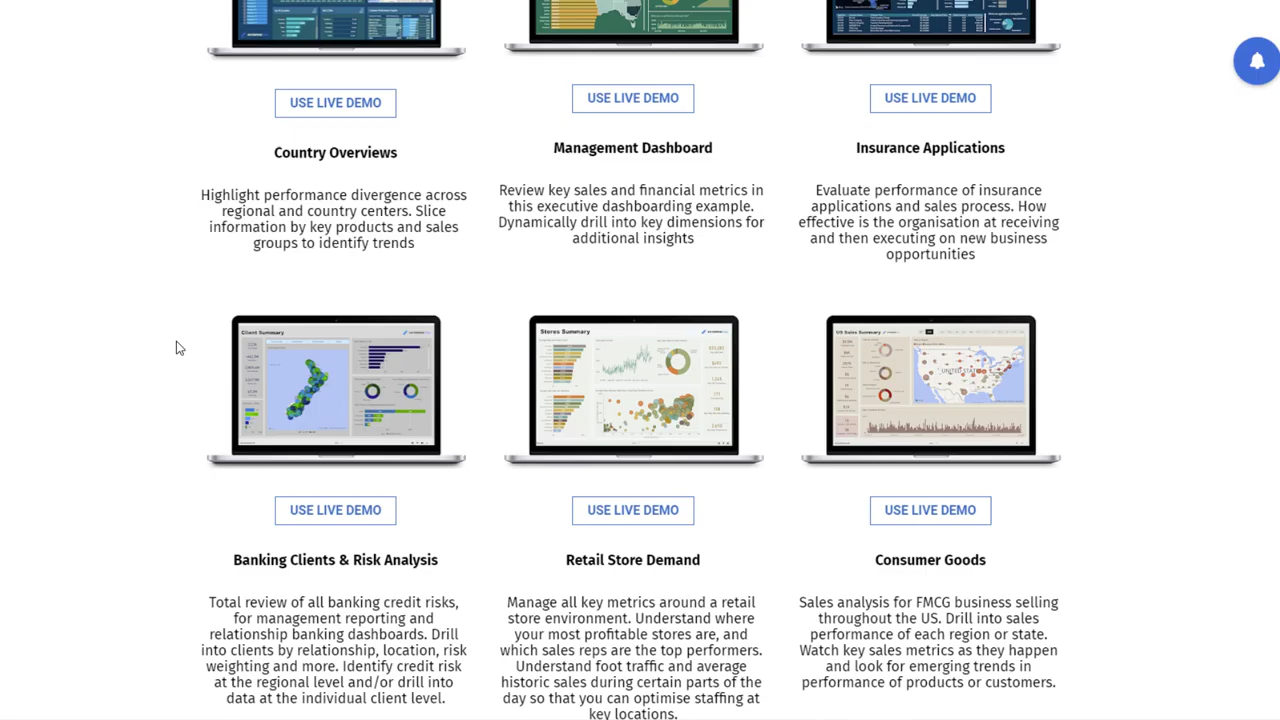 USE LIVE DEMO
Country Overviews
Highlight performance divergence across
regional and country centers. Slice
information by key products and sales
groups to identify trends
USE LIVE DEMO
Management Dashboard
Review key sales and financial metrics in
this executive dashboarding example.
Dynamically drill into key dimensions for
additional insights
USE LIVE DEMO
Insurance Applications
Evaluate performance of insurance
applications and sales process. How
effective is the organisation at receiving
and then executing on new business
opportunities
Client Summary
USE LIVE DEMO
Banking Clients & Risk Analysis
Total review of all banking credit risks,
for management reporting and
relationship banking dashboards. Drill
into clients by relationship, location, risk
weighting and more. Identify credit risk
at the regional level and/or drill into
data at the individual client level.
Stores Summary
USE LIVE DEMO
Retail Store Demand
Manage all key metrics around a retail
store environment. Understand where
your most profitable stores are, and
which sales reps are the top performers.
Understand foot traffic and average
historic sales during certain parts of the
day so that you can optimise staffing at
key locations.
US Sales Summary
UNITED STATES
USE LIVE DEMO
Consumer Goods
Sales analysis for FMCG business selling
throughout the US. Drill into sales
performance of each region or state.
Watch key sales metrics as they happen
and look for emerging trends in
performance of products or customers.